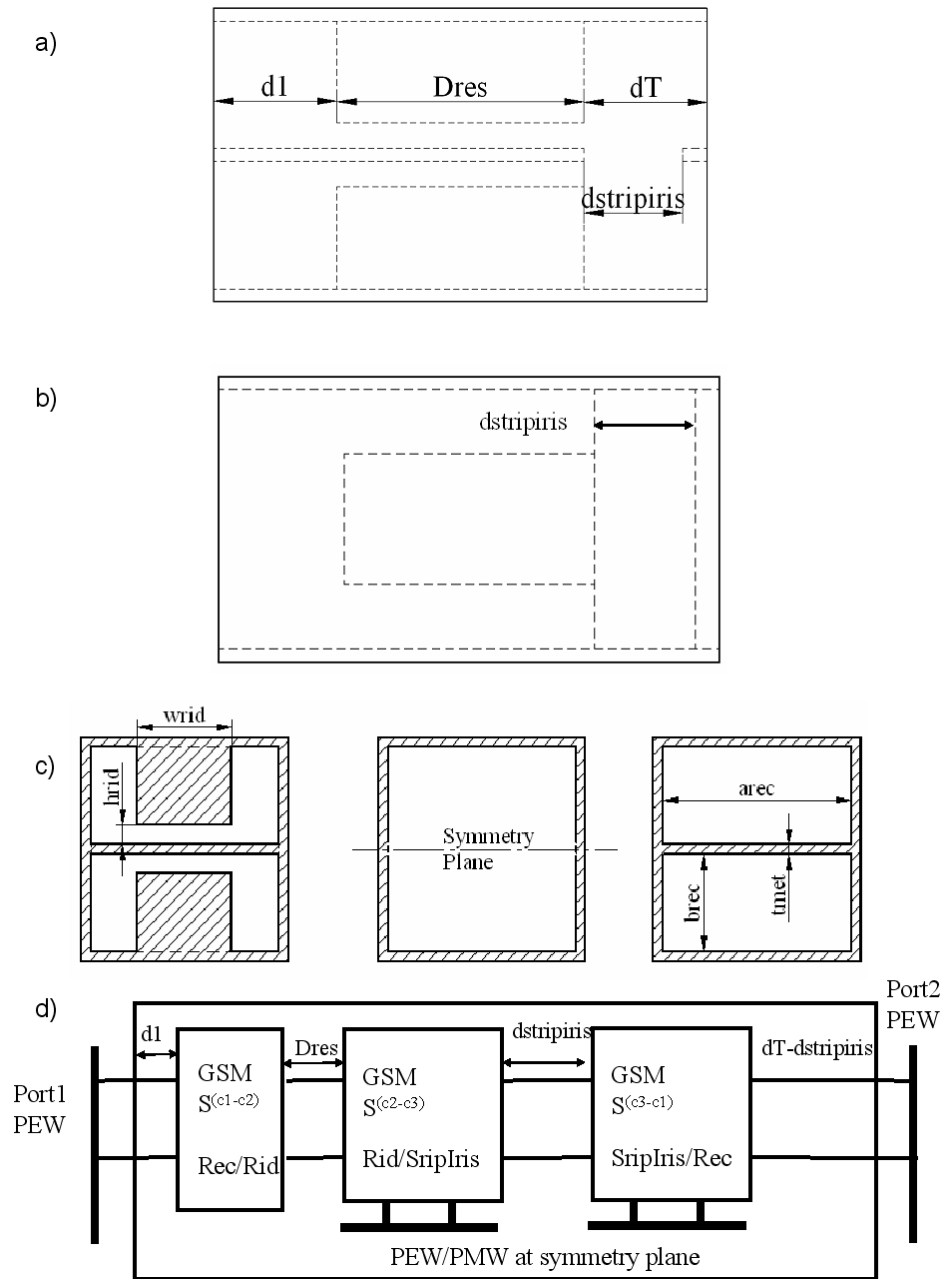 a)
d1 Dres dT
dstripiris
b)
dstripiris
c)
wrid
hrid
Symmetry
Plane
arec
brec
tmet
d)
Port1
PEW
d1
GSM
S(c1-c2)
Rec/Rid
Dres
GSM
S(c2-c3)
Rid/SripIris
dstripiris
GSM
S(c3-c1)
SripIris/Rec
dT-dstripiris
Port2
PEW
PEW/PMW at symmetry plane